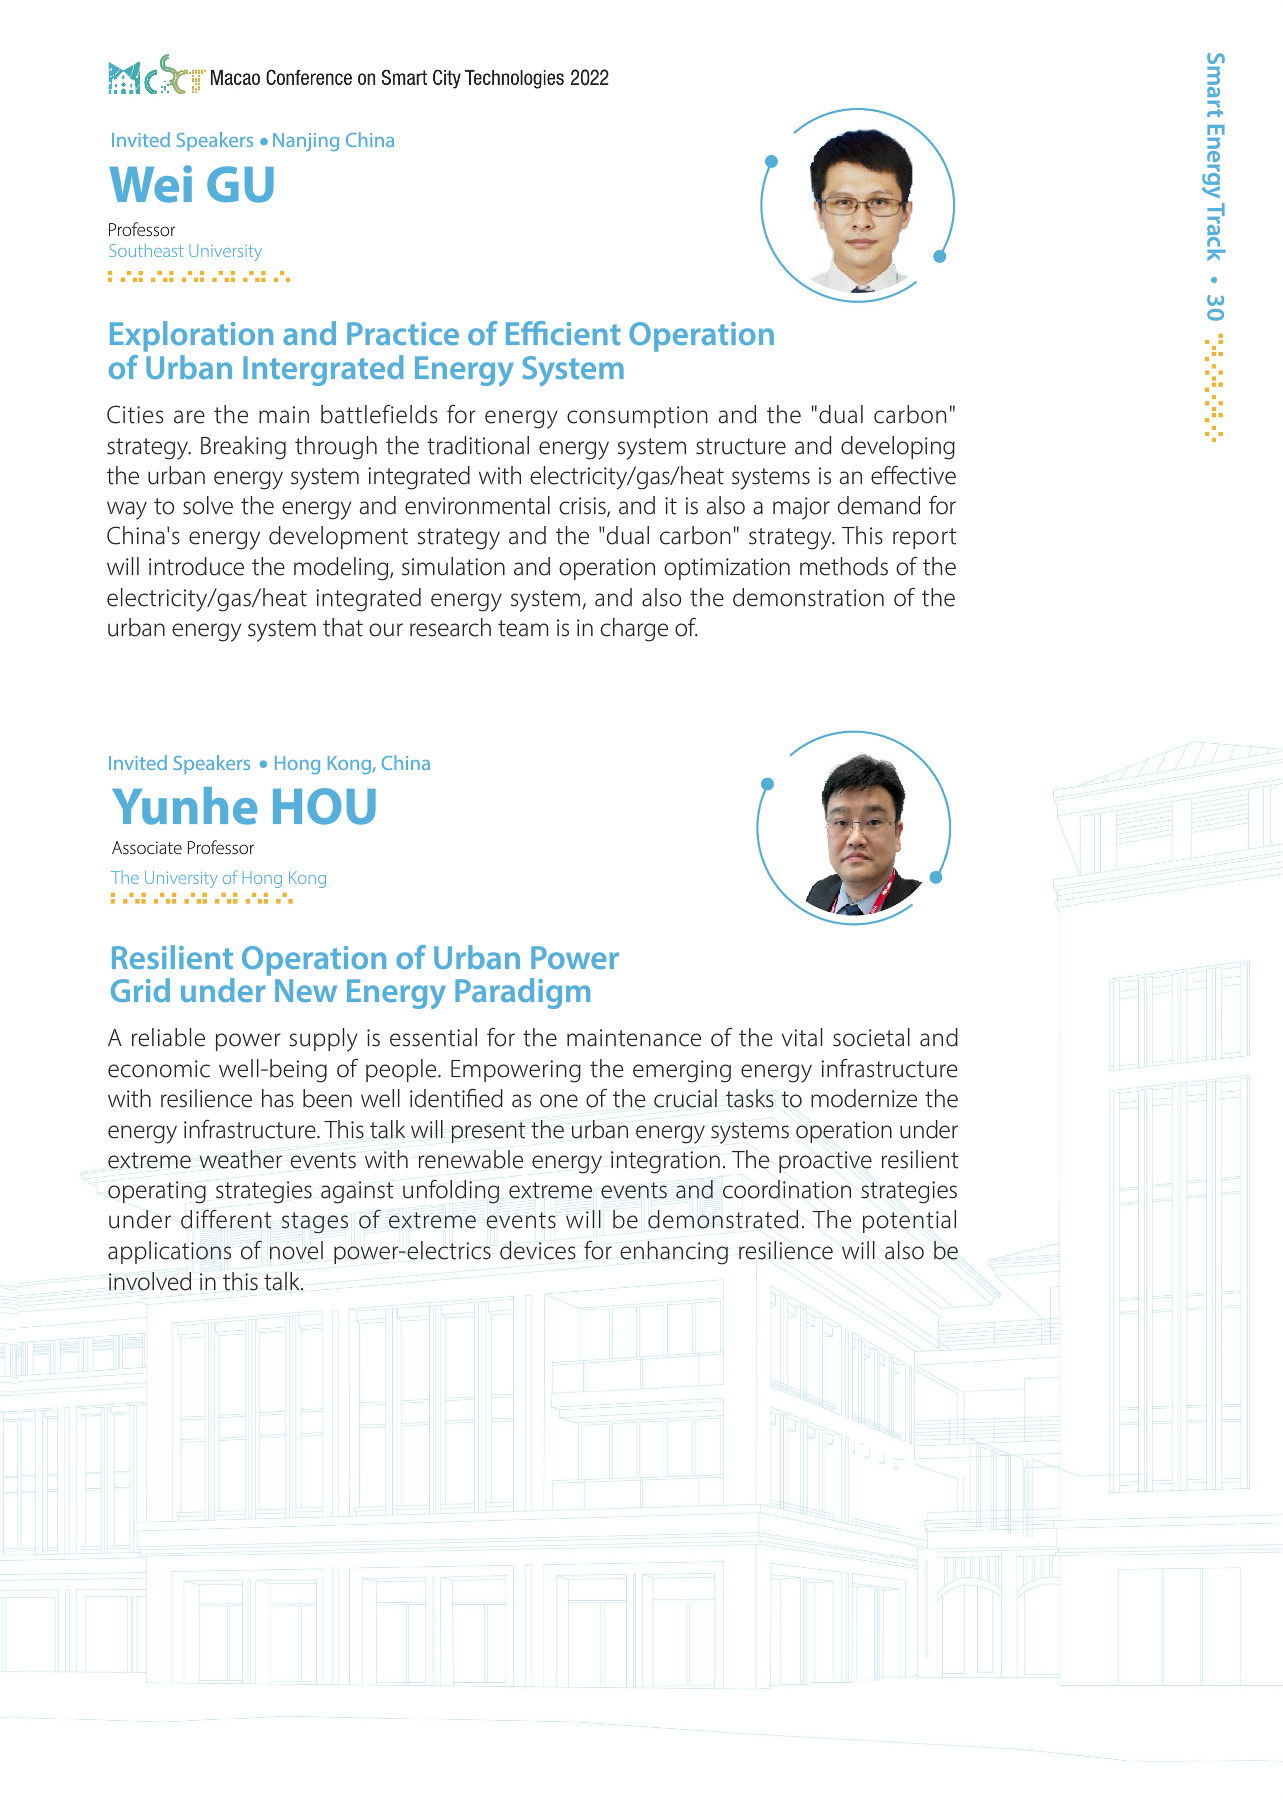 MCSCT Macao Conference on Smart City Technologies 2022
Smart Energy Track • 30
Invited Speakers • Nanjing China
Wei GU
Professor
Southeast University
Exploration and Practice of Efficient Operation
of Urban Intergrated Energy System
Cities are the main battlefields for energy consumption and the "dual carbon"
strategy. Breaking through the traditional energy system structure and developing
the urban energy system integrated with electricity/gas/heat systems is an effective
way to solve the energy and environmental crisis, and it is also a major demand for
China's energy development strategy and the "dual carbon" strategy. This report
will introduce the modeling, simulation and operation optimization methods of the
electricity/gas/heat integrated energy system, and also the demonstration of the
urban energy system that our research team is in charge of.
Invited Speakers • Hong Kong, China
Yunhe HOU
Associate Professor
The University of Hong Kong
Resilient Operation of Urban Power
Grid under New Energy Paradigm
A reliable power supply is essential for the maintenance of the vital societal and
economic well-being of people. Empowering the emerging energy infrastructure
with resilience has been well identified as one of the crucial tasks to modernize the
energy infrastructure. This talk will present the urban energy systems operation under
extreme weather events with renewable energy integration. The proactive resilient
operating strategies against unfolding extreme events and coordination strategies
under different stages of extreme events will be demonstrated. The potential
applications of novel power-electrics devices for enhancing resilience will also be
involved in this talk.